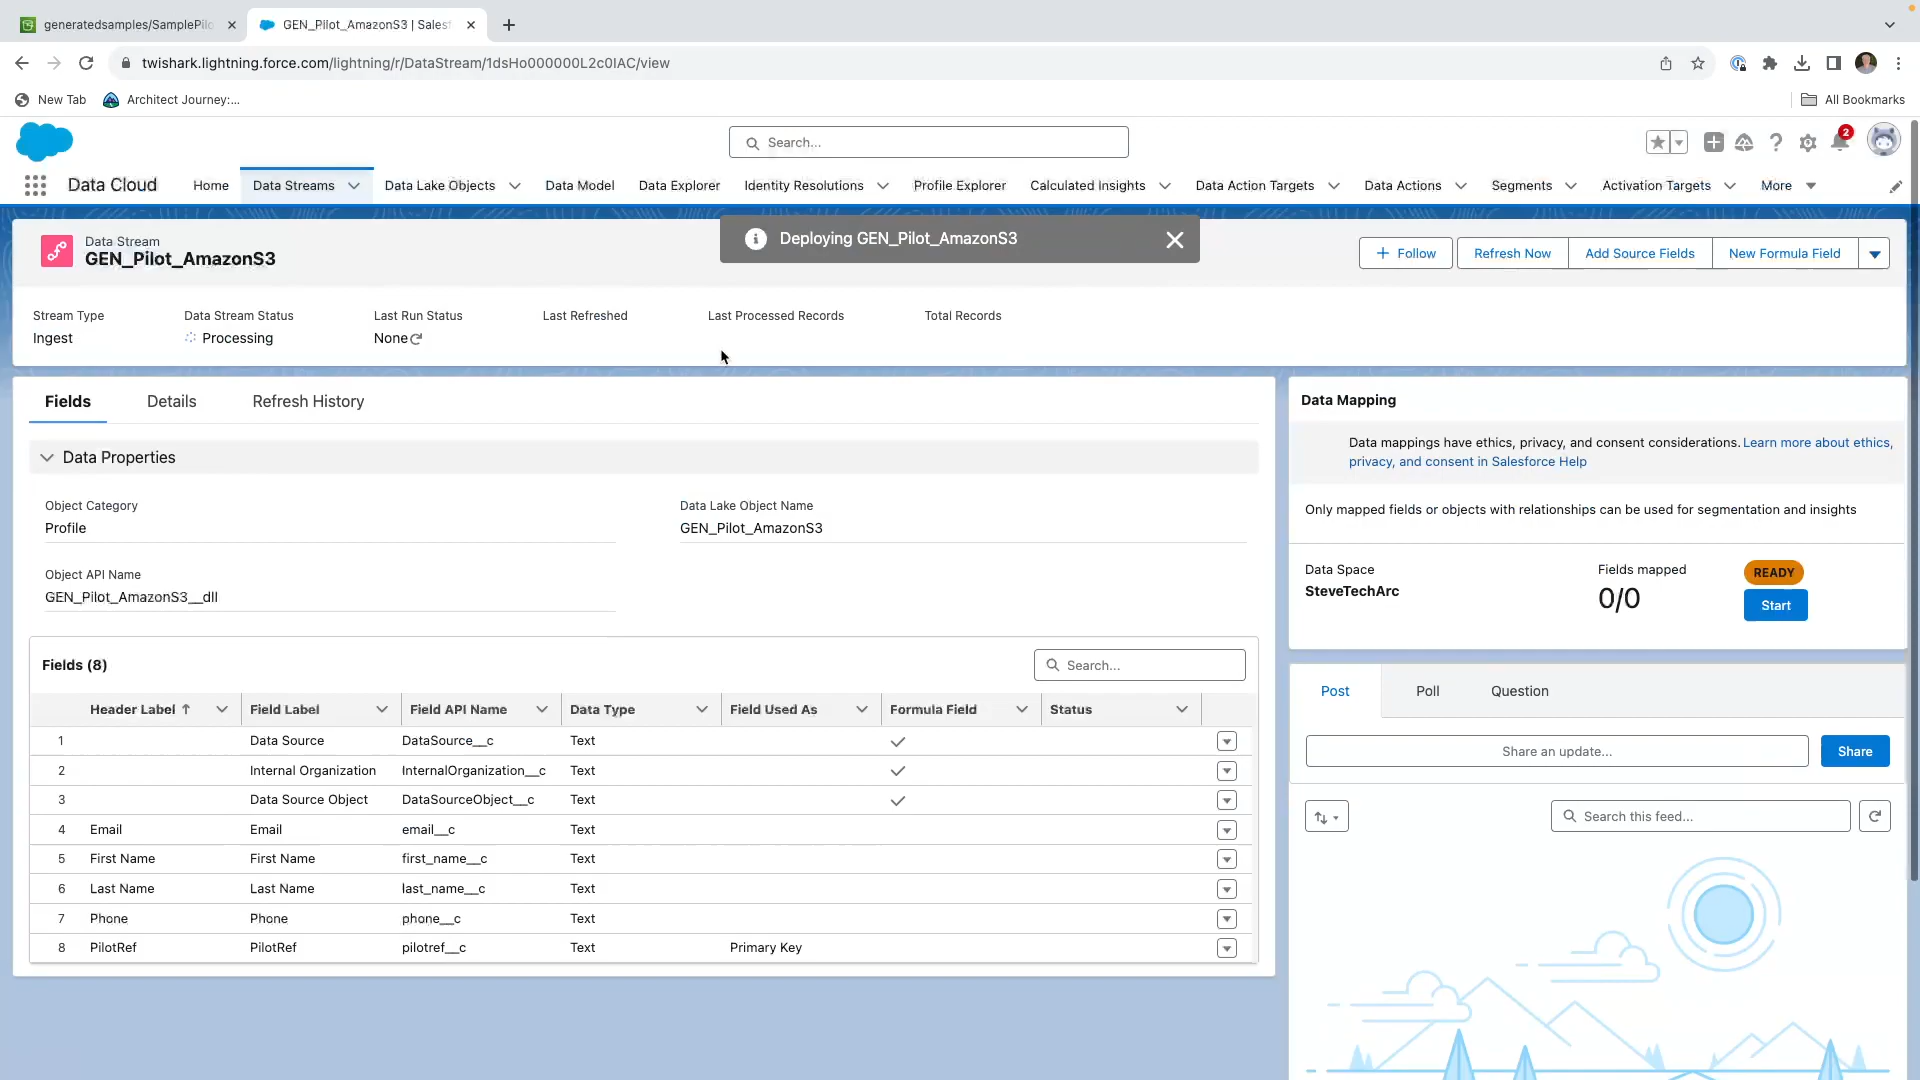 generatedsamples/SamplePilo
GEN_Pilot_AmazonS3 | Salesf
twishark.lightning.force.com/lightning/r/DataStream/1dsHo000000L2c0IAC/view
New Tab
Architect Journey:...
All Bookmarks
Search...
2
Data Cloud
Home
Data Streams
Data Lake Objects
Data Model
Data Explorer
Identity Resolutions
Profile Explorer
Calculated Insights
Data Action Targets
Data Actions
Segments
Activation Targets
More
Deploying GEN_Pilot_AmazonS3
Data Stream
GEN_Pilot_AmazonS3
Follow
Refresh Now
Add Source Fields
New Formula Field
Stream Type
Data Stream Status
Last Run Status
Last Refreshed
Last Processed Records
Total Records
Ingest
Processing
None
Fields
Details
Refresh History
Data Properties
Object Category
Profile
Data Lake Object Name
GEN_Pilot_AmazonS3
Object API Name
GEN_Pilot_AmazonS3__dll
Fields (8)
Search...
Header Label
Field Label
Field API Name
Data Type
Field Used As
Formula Field
Status
1 Data Source DataSource__c Text
2 Internal Organization InternalOrganization__c Text
3 Data Source Object DataSourceObject__c Text
4 Email Email email__c Text
5 First Name First Name first_name__c Text
6 Last Name Last Name last_name__c Text
7 Phone Phone phone__c Text
8 PilotRef PilotRef pilotref__c Text Primary Key
Data Mapping
Data mappings have ethics, privacy, and consent considerations. Learn more about ethics,
privacy, and consent in Salesforce Help
Only mapped fields or objects with relationships can be used for segmentation and insights
Data Space
SteveTechArc
Fields mapped
0/0
READY
Start
Post
Poll
Question
Share an update...
Share
Search this feed...